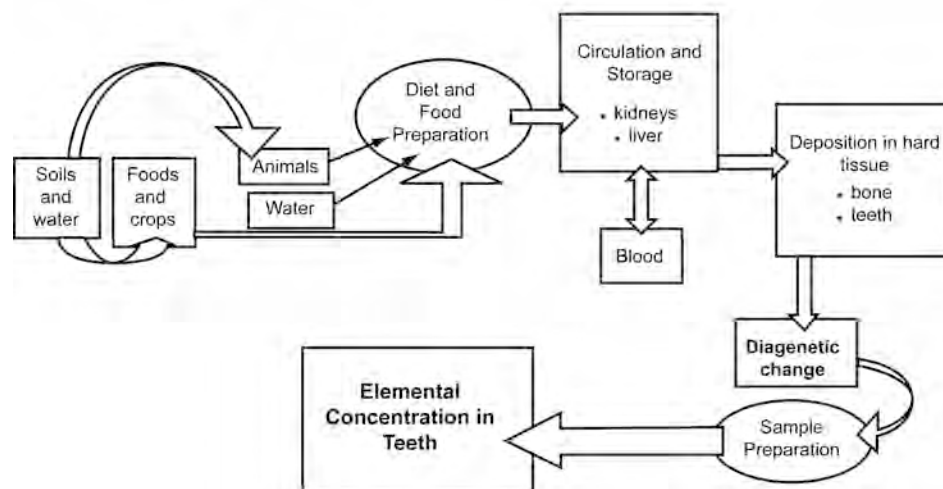 Soils
and
water
Foods
and
crops
Animals
Water
Diet and
Food
Preparation
Circulation and
Storage
• kidneys
• liver
Blood
Deposition in hard
tissue
• bone
• teeth
Diagenetic
change
Sample
Preparation
Elemental
Concentration in
Teeth